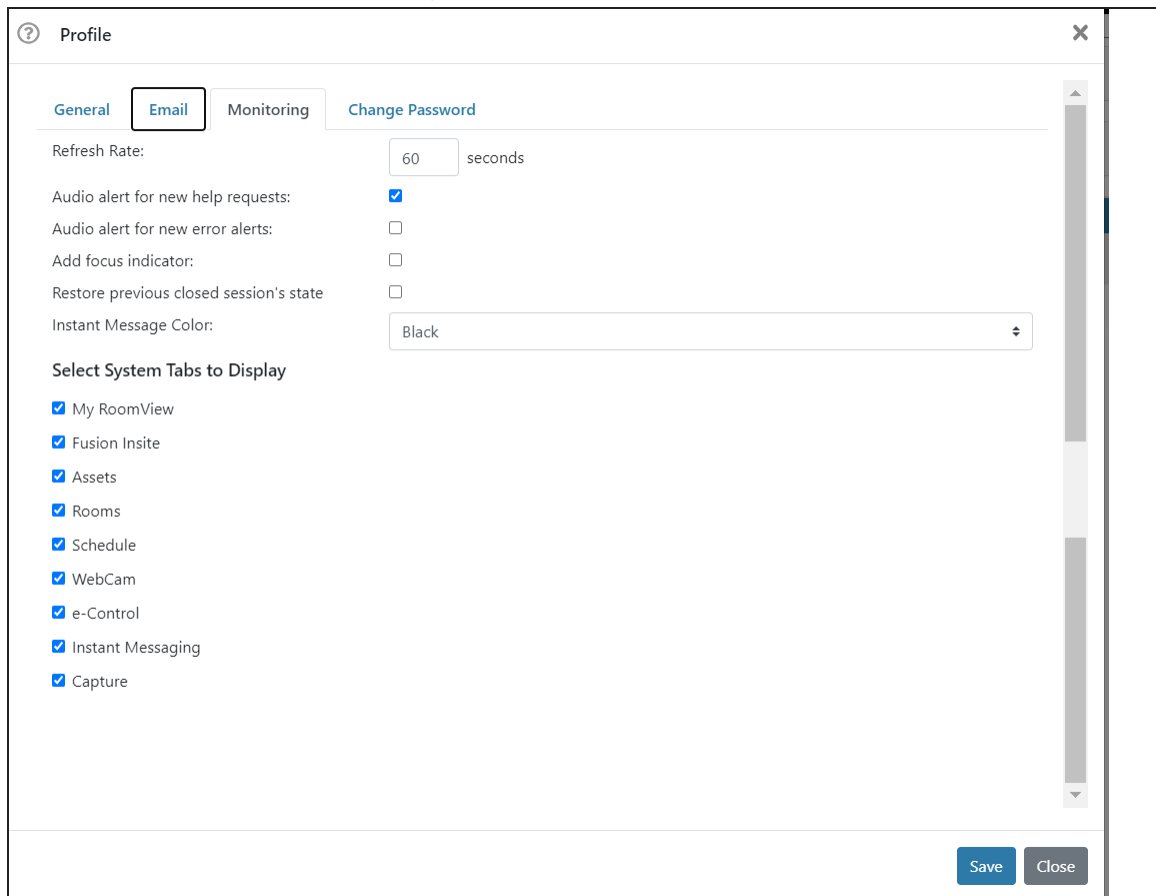 Profile
General Email Monitoring Change Password
Refresh Rate: 60 seconds
Audio alert for new help requests:
Audio alert for new error alerts:
Add focus indicator:
Restore previous closed session's state
Instant Message Color: Black
Select System Tabs to Display
My RoomView
Fusion Insite
Assets
Rooms
Schedule
WebCam
e-Control
Instant Messaging
Capture
Save Close